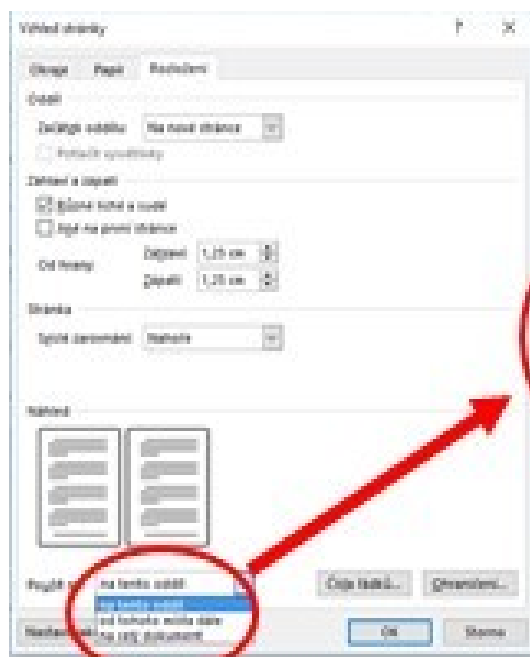 Vzhled stránky ? ×
Okraje Papír Rozložení
Oddíl
Začátek oddílu Na nové stránce
Potlačit vysvětlivky
Záhlaví a zápatí
Různé liché a sudé
Jiné na první stránce
Od hrany Záhlaví 1,25 cm
Zápatí 1,25 cm
Stránka
Svislé zarovnání Nahoře
Náhled
Použít na tento oddíl Čísla řádků... Ohraničení...
na tento oddíl
od tohoto místa dále
na celý dokument
OK Storno